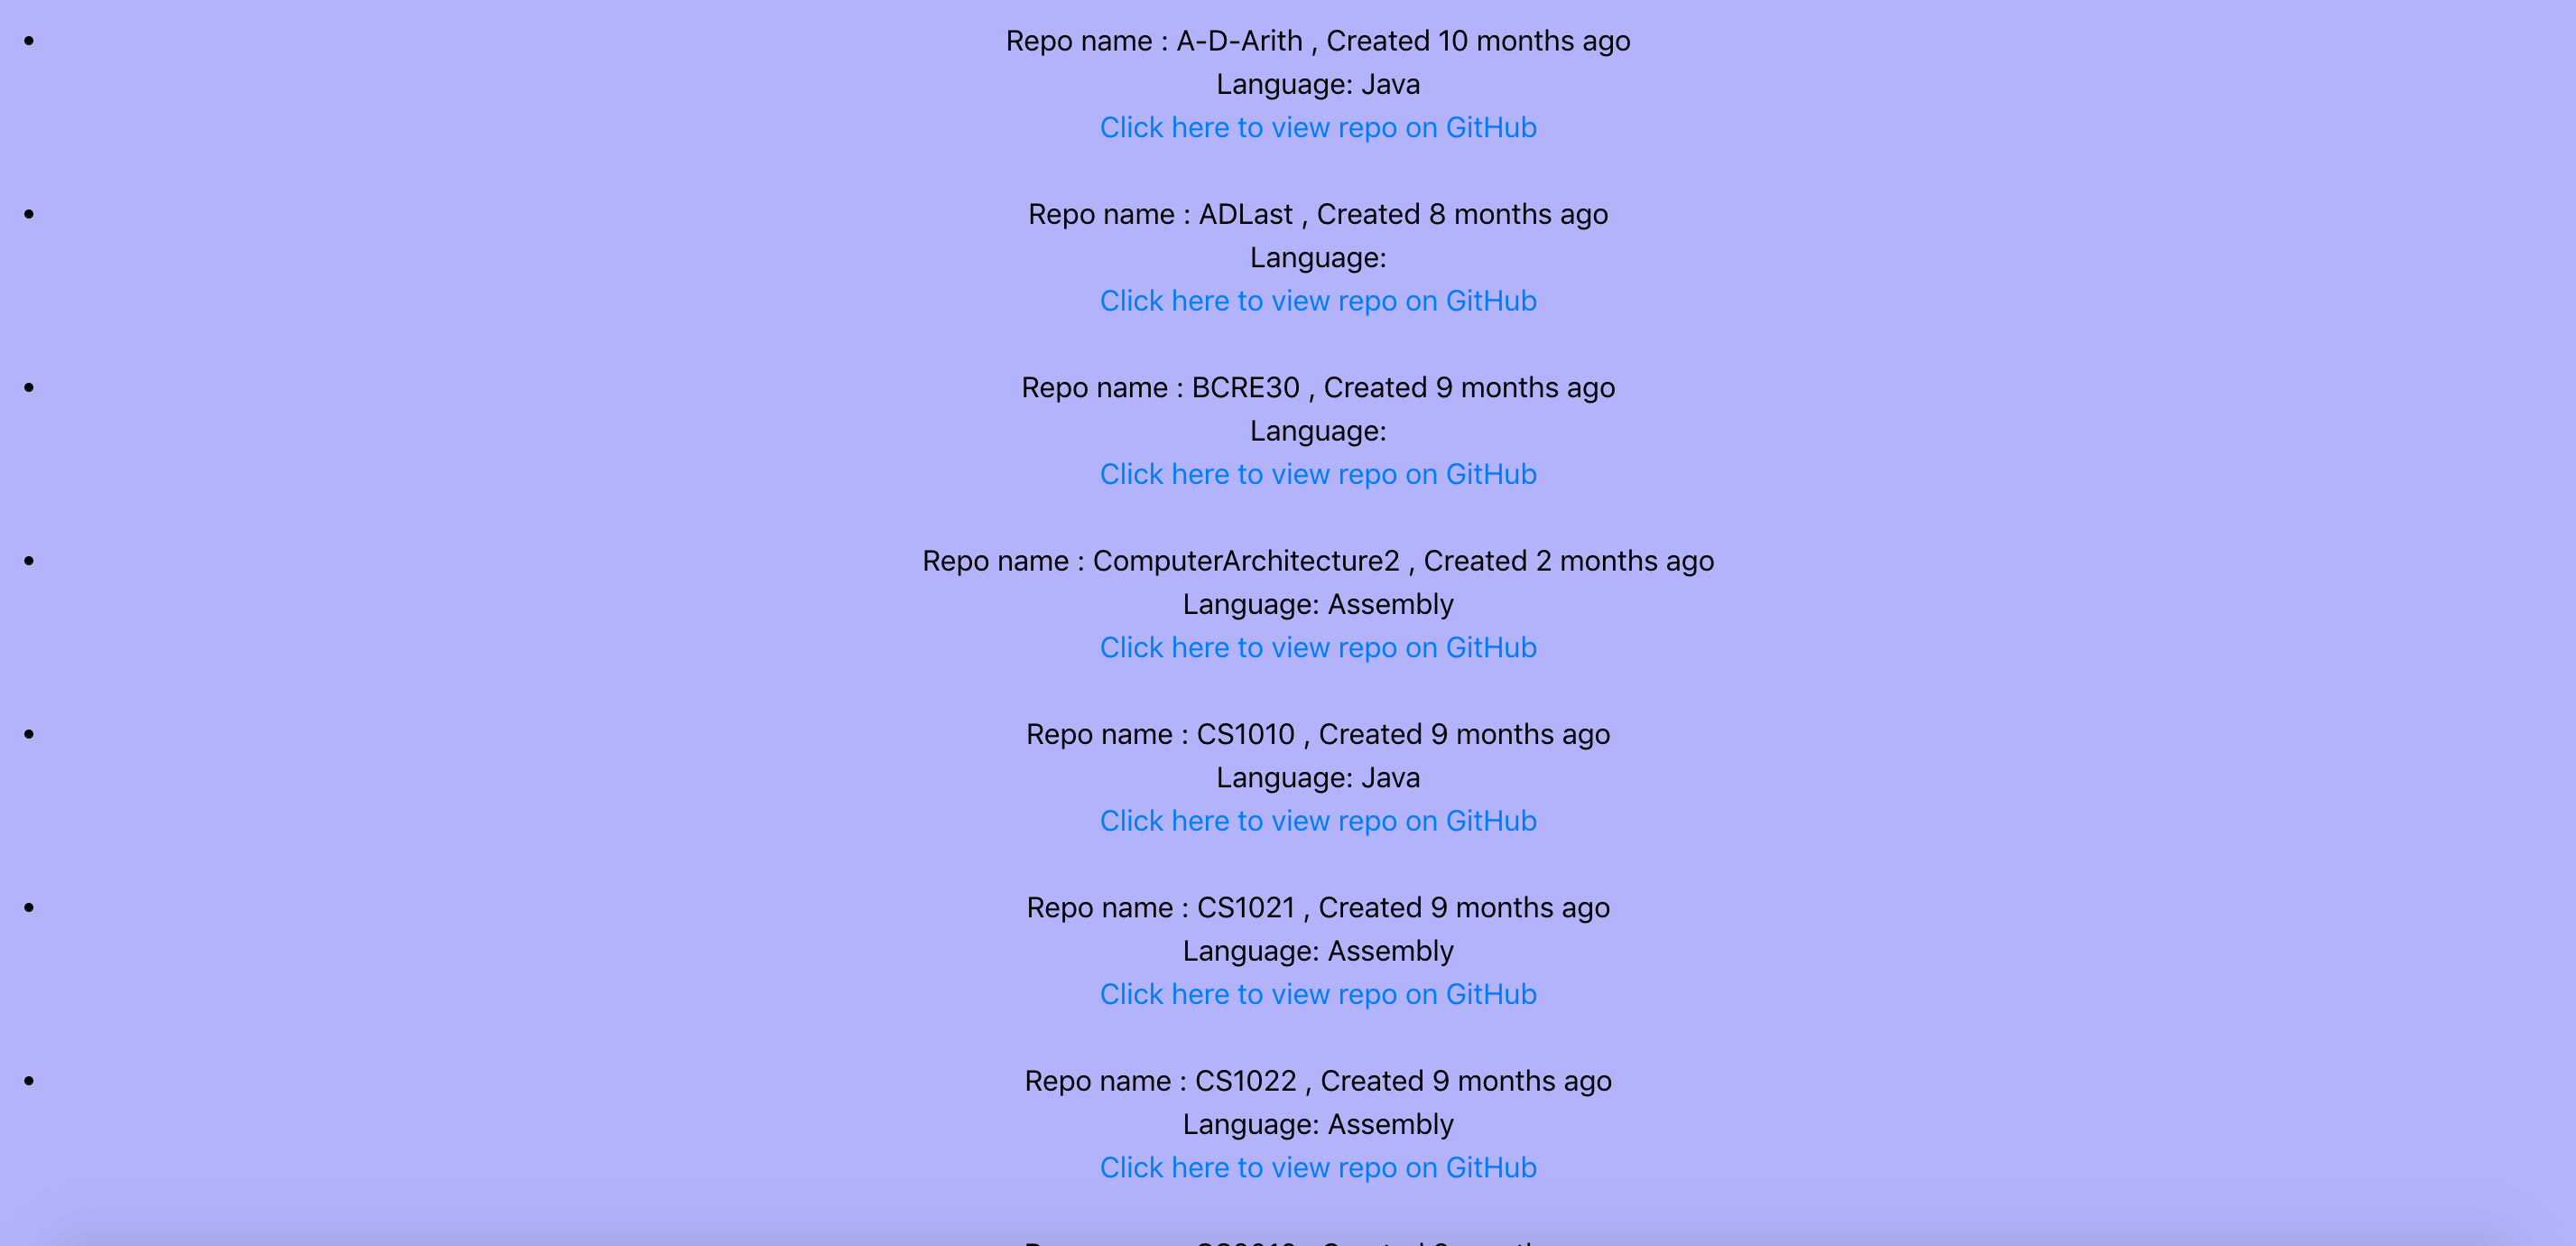 • Repo name : A-D-Arith , Created 10 months ago
Language: Java
Click here to view repo on GitHub
• Repo name : ADLast , Created 8 months ago
Language:
Click here to view repo on GitHub
• Repo name : BCRE30 , Created 9 months ago
Language:
Click here to view repo on GitHub
• Repo name : ComputerArchitecture2 , Created 2 months ago
Language: Assembly
Click here to view repo on GitHub
• Repo name : CS1010 , Created 9 months ago
Language: Java
Click here to view repo on GitHub
• Repo name : CS1021 , Created 9 months ago
Language: Assembly
Click here to view repo on GitHub
• Repo name : CS1022 , Created 9 months ago
Language: Assembly
Click here to view repo on GitHub